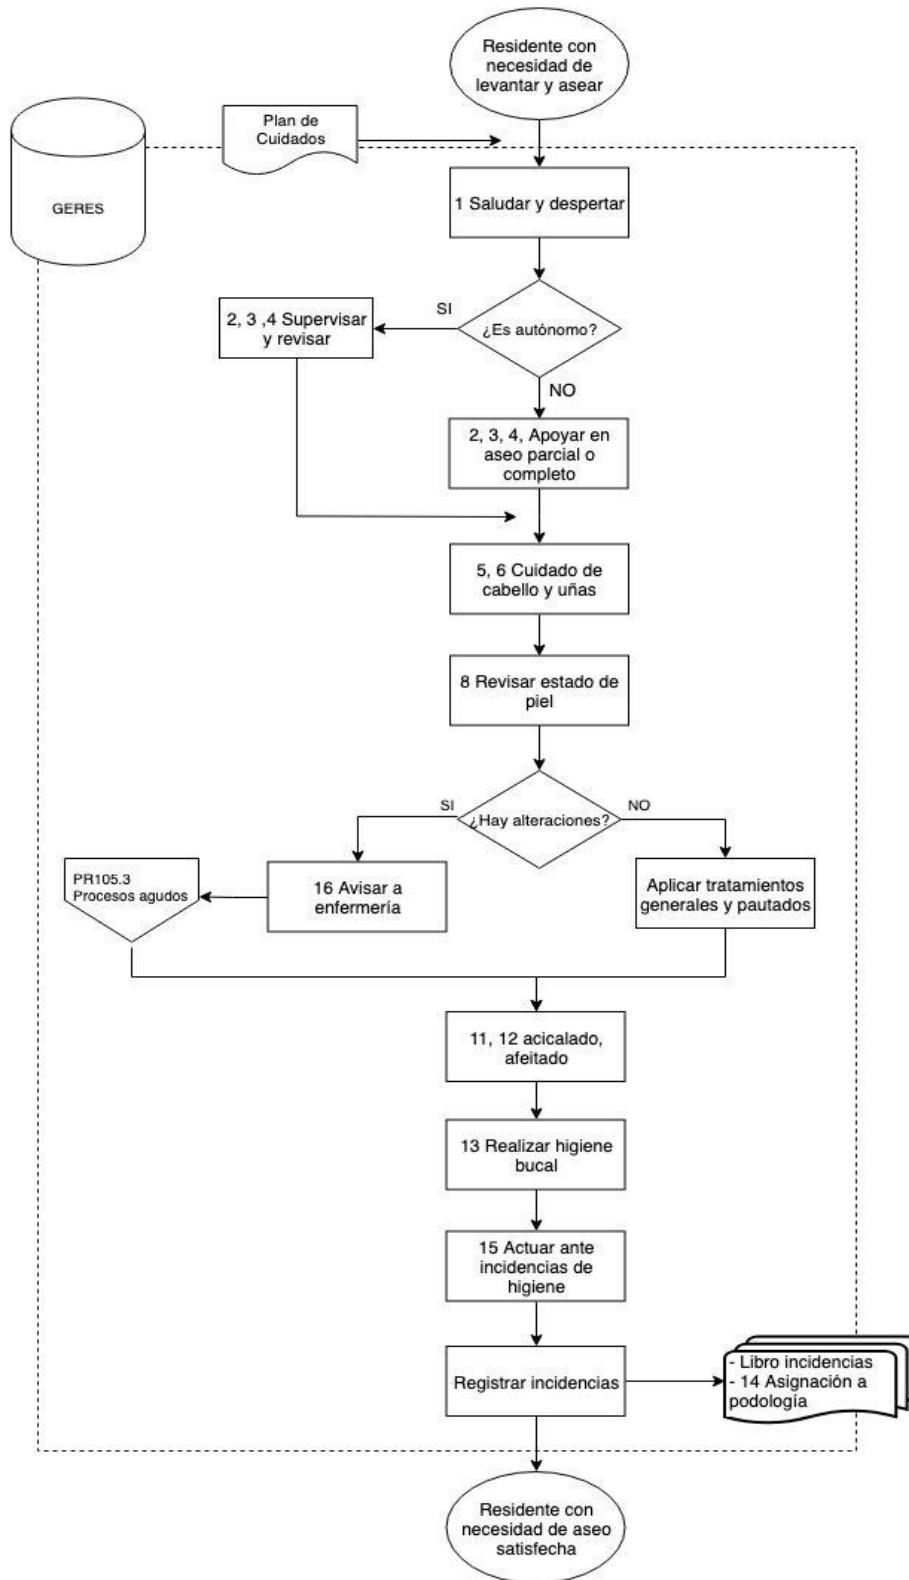 Residente con
necesidad de
levantar y asear
Plan de
Cuidados
GERES
1 Saludar y despertar
SI
¿Es autónomo?
2, 3 ,4 Supervisar
y revisar
NO
2, 3, 4, Apoyar en
aseo parcial o
completo
5, 6 Cuidado de
cabello y uñas
8 Revisar estado de
piel
SI
¿Hay alteraciones?
NO
PR105.3
Procesos agudos
16 Avisar a
enfermería
Aplicar tratamientos
generales y pautados
11, 12 acicalado,
afeitado
13 Realizar higiene
bucal
15 Actuar ante
incidencias de
higiene
Registrar incidencias
- Libro incidencias
- 14 Asignación a
podología
Residente con
necesidad de aseo
satisfecha